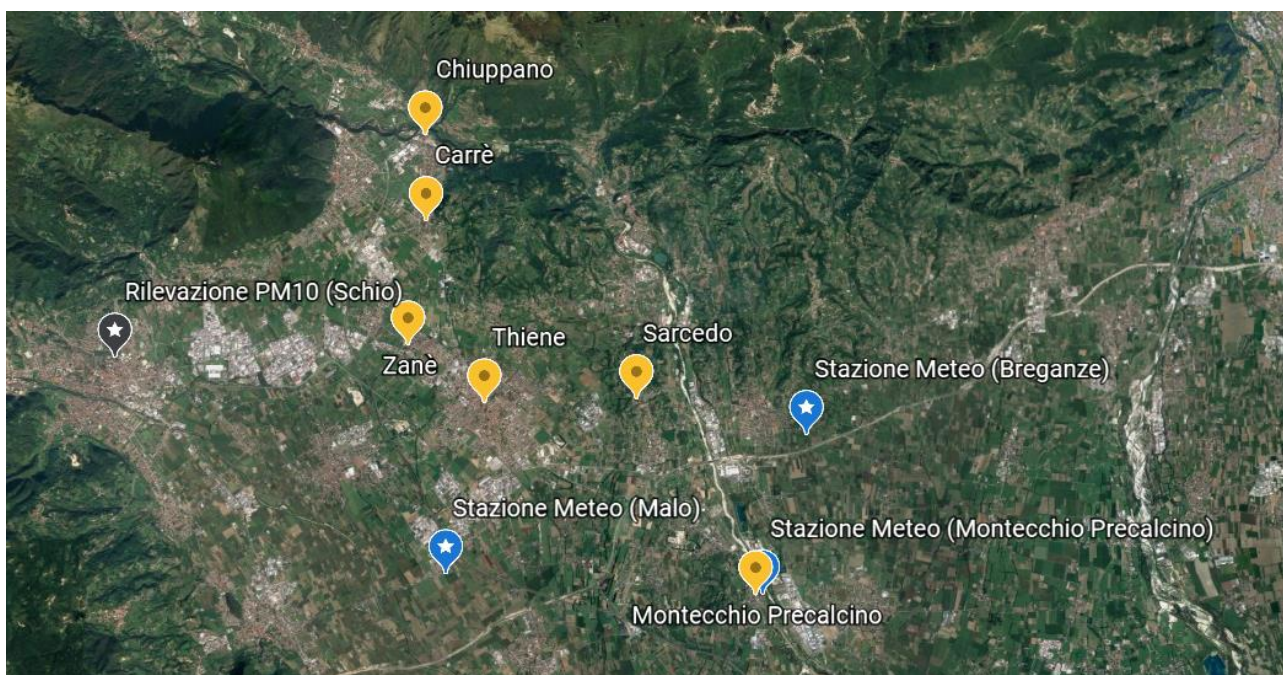 Chiuppano
Carrè
Rilevazione PM10 (Schio)
Zanè
Thiene
Sarcedo
Stazione Meteo (Breganze)
Stazione Meteo (Malo)
Stazione Meteo (Montecchio Precalcino)
Montecchio Precalcino